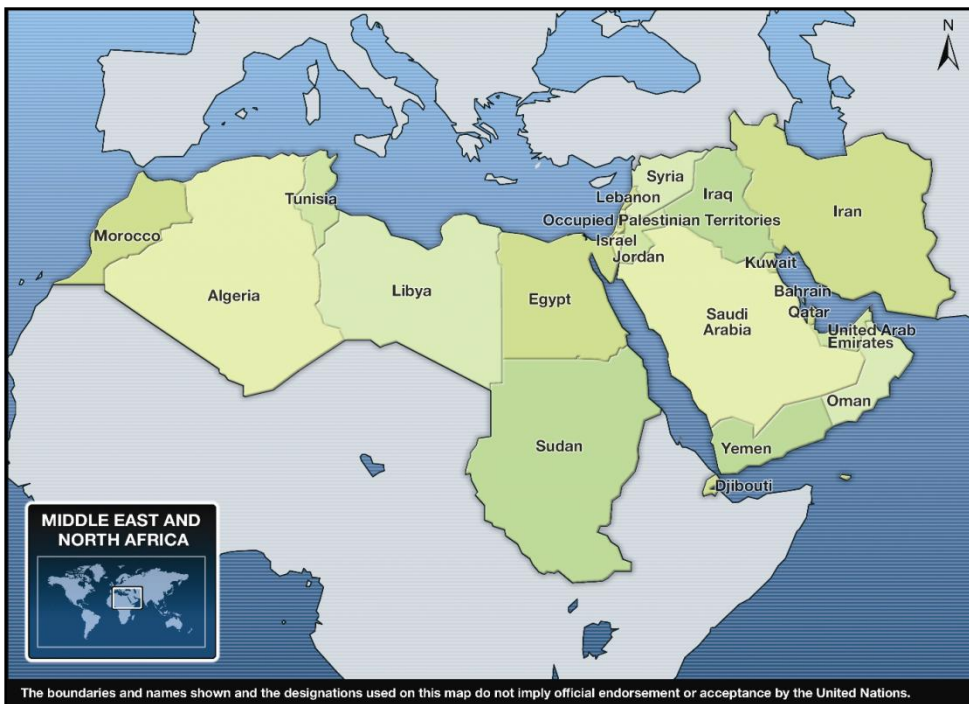 N
Syria
Lebanon
Iraq
Iran
Tunisia
Occupied Palestinian Territories
Morocco
Israel
Jordan
Kuwait
Algeria
Libya
Egypt
Saudi
Arabia
Bahrain
Qatar
United Arab
Emirates
Oman
Sudan
Yemen
Djibouti
MIDDLE EAST AND
NORTH AFRICA
The boundaries and names shown and the designations used on this map do not imply official endorsement or acceptance by the United Nations.